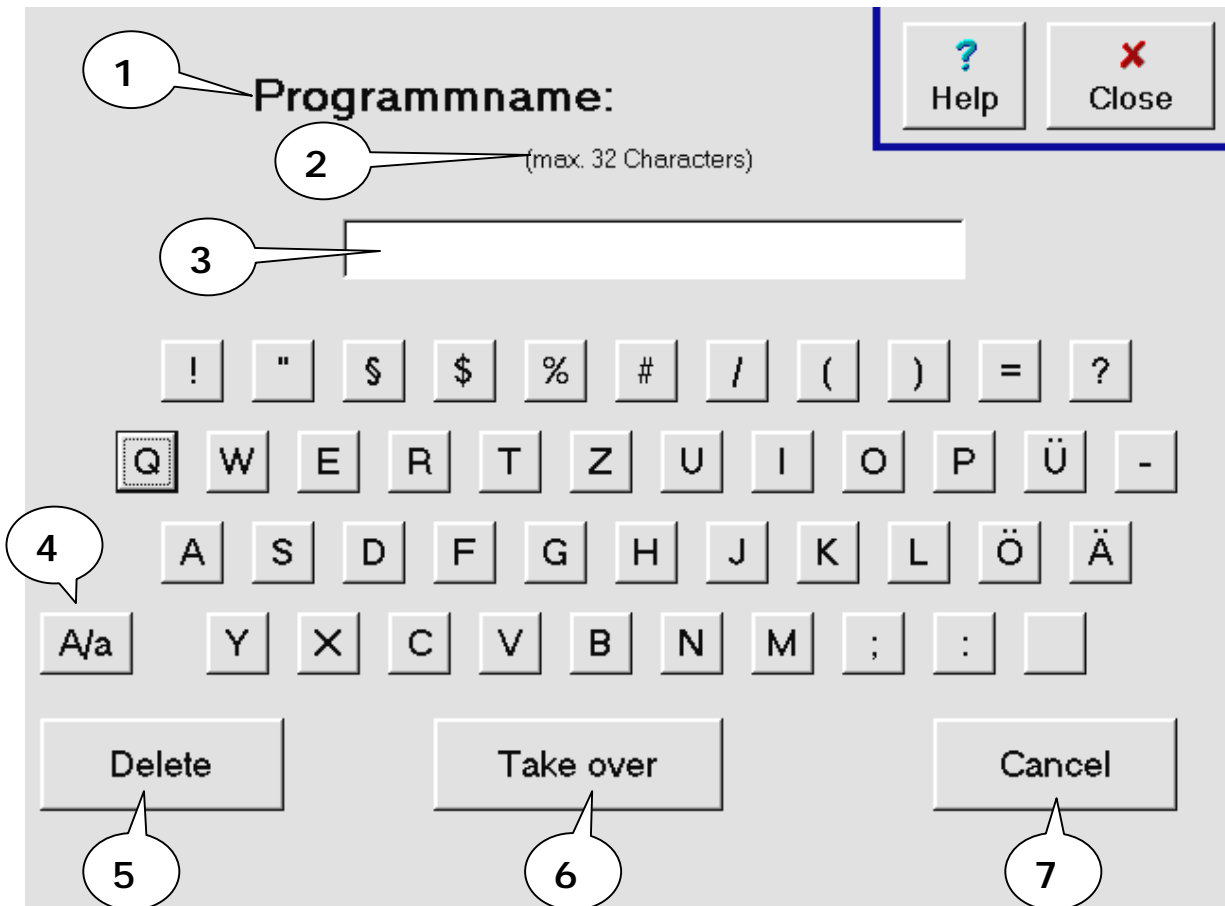 1
Programmname:
? Help
✗ Close
2
(max. 32 Characters)
3
! " § $ % # / ( ) = ?
Q W E R T Z U I O P Ü -
4
A S D F G H J K L Ö Ä
A/a Y X C V B N M ; :
Delete Take over Cancel
5 6 7